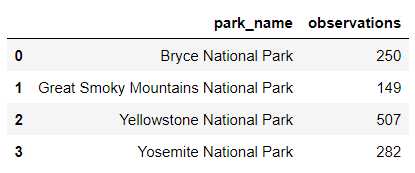 park_name observations
0 Bryce National Park 250
1 Great Smoky Mountains National Park 149
2 Yellowstone National Park 507
3 Yosemite National Park 282